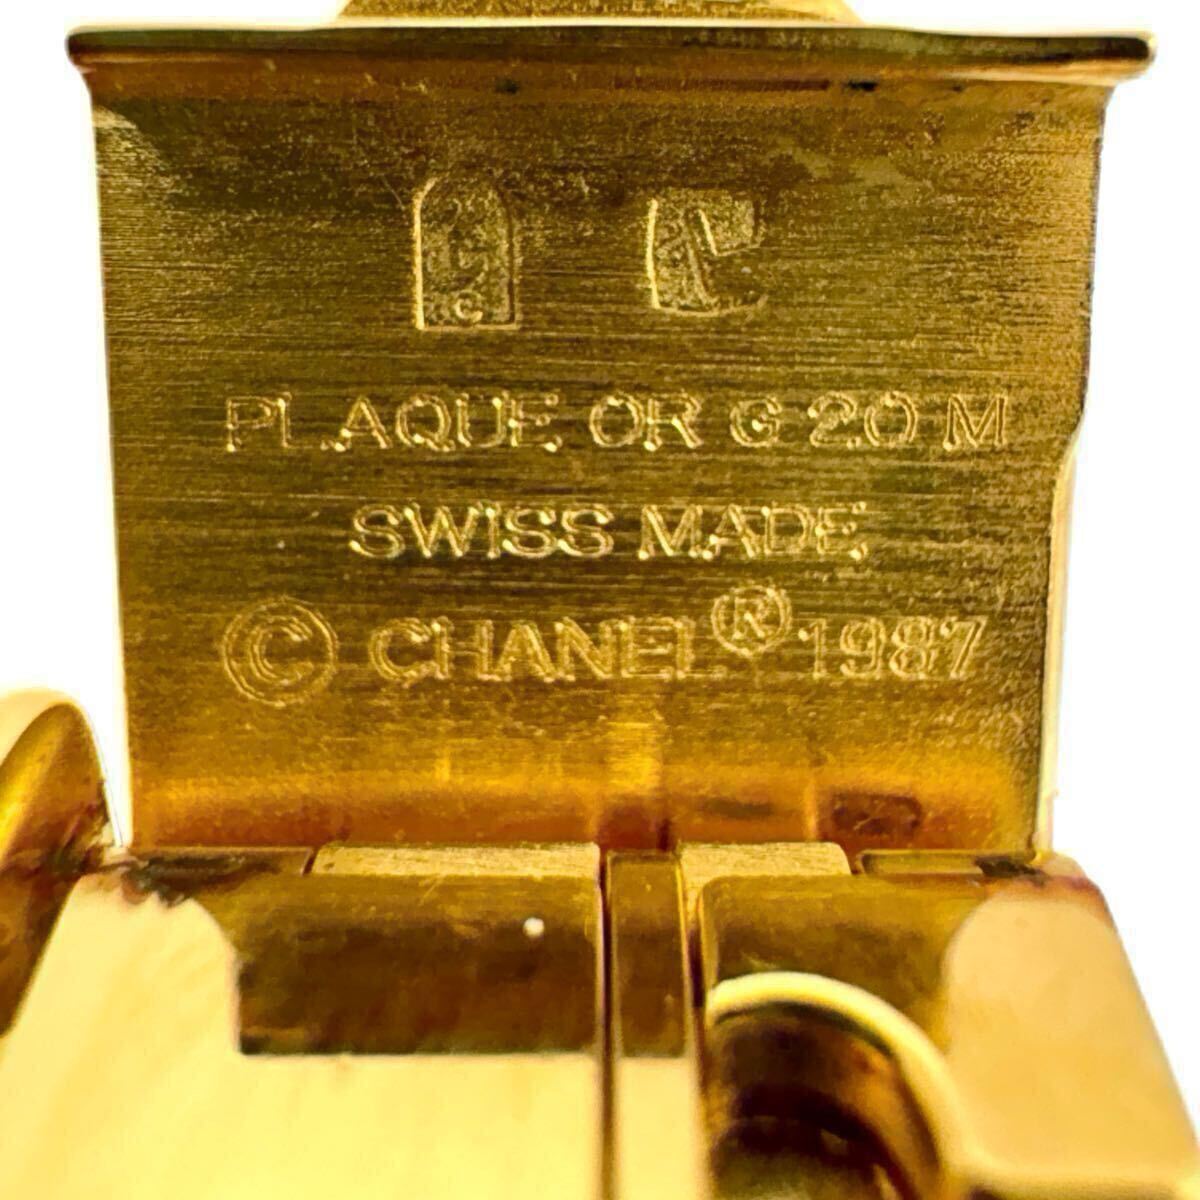 PLAQUE OR G 20 M
SWISS MADE
© CHANEL® 1987